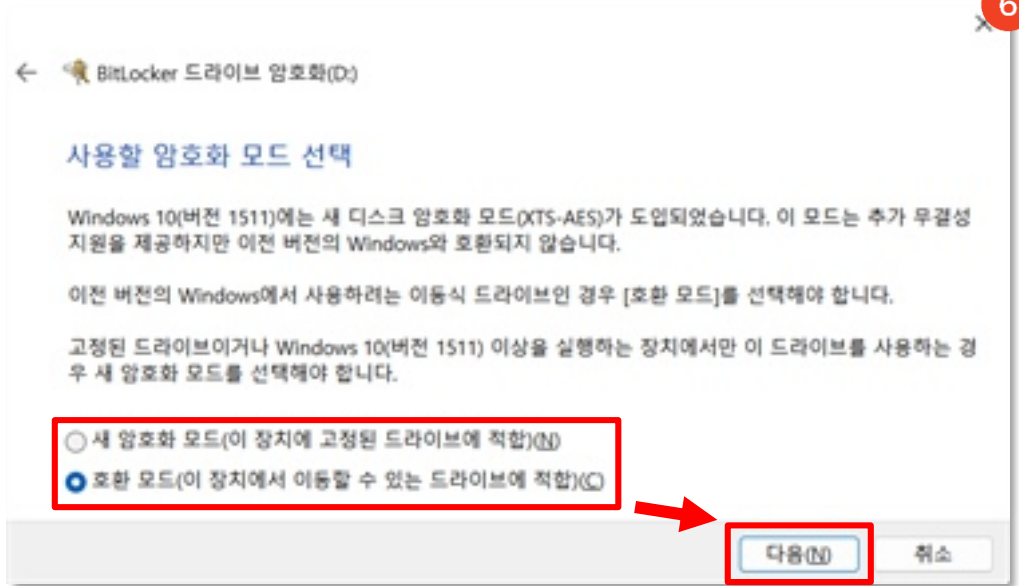 6
← BitLocker 드라이브 암호화(D:)
사용할 암호화 모드 선택
Windows 10(버전 1511)에는 새 디스크 암호화 모드(XTS-AES)가 도입되었습니다. 이 모드는 추가 무결성
지원을 제공하지만 이전 버전의 Windows와 호환되지 않습니다.
이전 버전의 Windows에서 사용하려는 이동식 드라이브인 경우 [호환 모드]를 선택해야 합니다.
고정된 드라이브이거나 Windows 10(버전 1511) 이상을 실행하는 장치에서만 이 드라이브를 사용하는 경
우 새 암호화 모드를 선택해야 합니다.
새 암호화 모드(이 장치에 고정된 드라이브에 적합)(N)
호환 모드(이 장치에서 이동할 수 있는 드라이브에 적합)(C)
다음(N) 취소